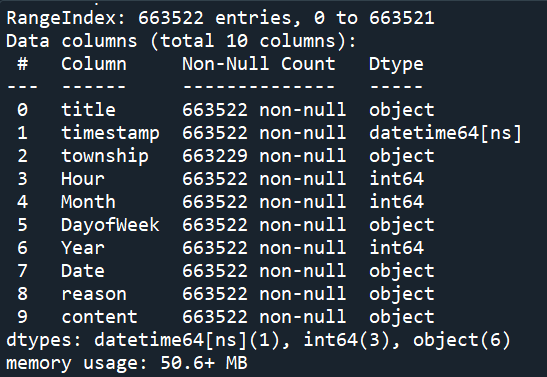 RangeIndex: 663522 entries, 0 to 663521
Data columns (total 10 columns):
 #   Column     Non-Null Count   Dtype
---  ------     --------------   -----
 0   title      663522 non-null  object
 1   timestamp  663522 non-null  datetime64[ns]
 2   township   663229 non-null  object
 3   Hour       663522 non-null  int64
 4   Month      663522 non-null  int64
 5   DayofWeek  663522 non-null  object
 6   Year       663522 non-null  int64
 7   Date       663522 non-null  object
 8   reason     663522 non-null  object
 9   content    663522 non-null  object
dtypes: datetime64[ns](1), int64(3), object(6)
memory usage: 50.6+ MB